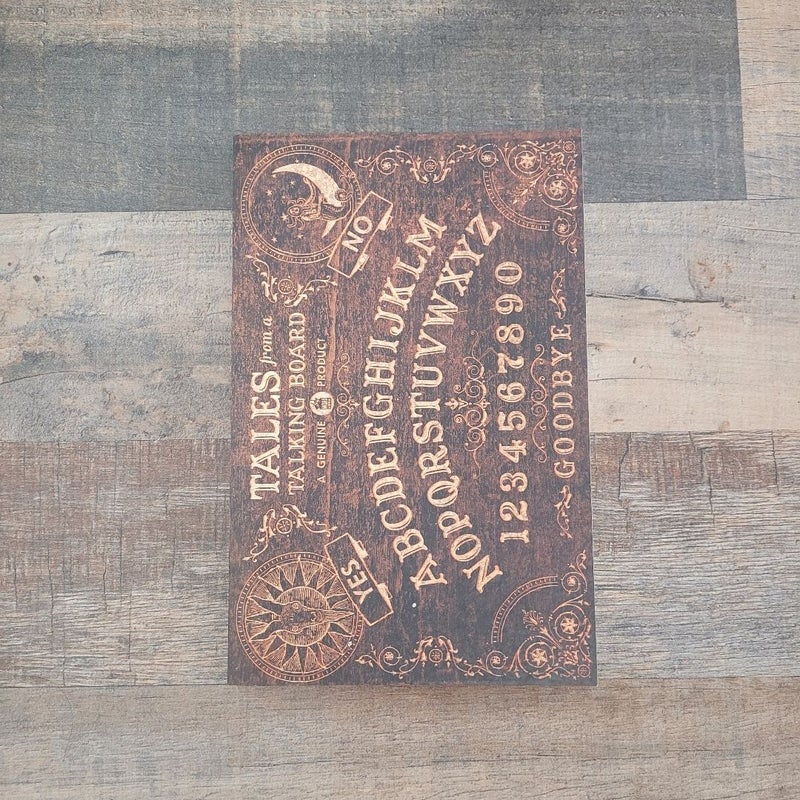 TALES from a
TALKING BOARD
A GENUINE PRODUCT
YES
NO
ABCDEFGHIJKLM
NOPQRSTUVWXYZ
1234567890
GOODBYE